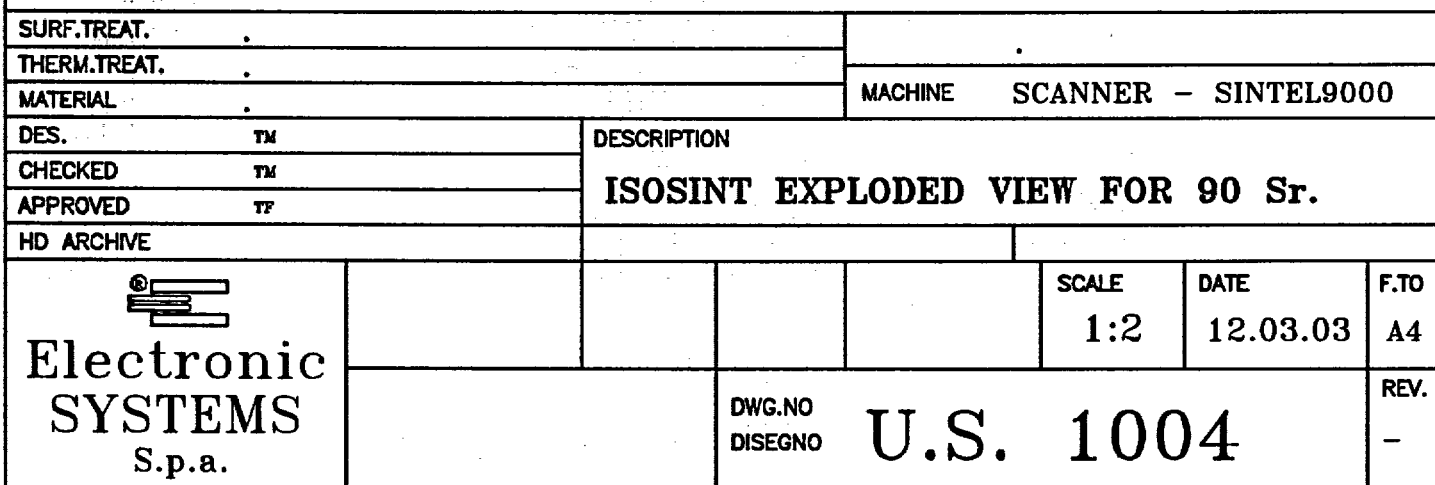 SURF.TREAT. .
THERM.TREAT. .
MATERIAL .
.
MACHINE SCANNER - SINTEL9000
DES. TM
CHECKED TM
APPROVED TF
HD ARCHIVE
DESCRIPTION
ISOSINT EXPLODED VIEW FOR 90 Sr.
®
Electronic
SYSTEMS
S.p.a.
SCALE
1:2
DATE
12.03.03
F.TO
A4
DWG.NO
DISEGNO
U.S. 1004
REV.
-